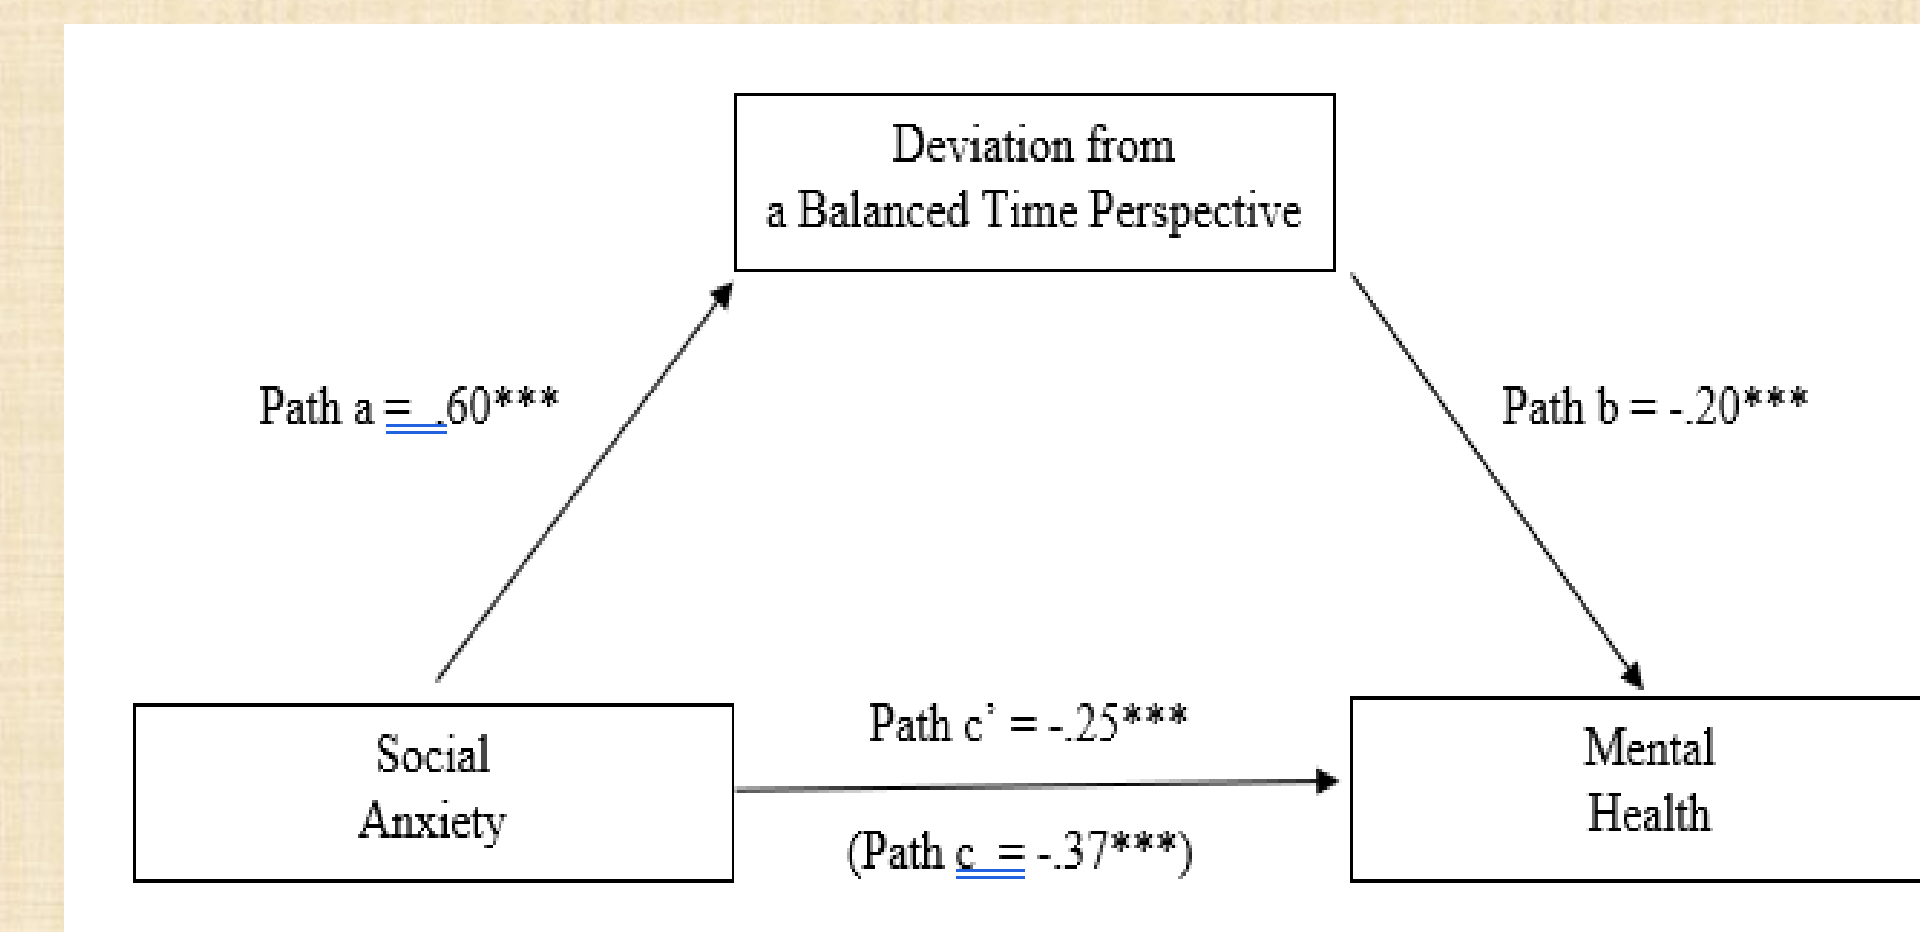 Deviation from
a Balanced Time Perspective
Path a = .60***
Path b = -.20***
Path c’ = -.25***
Social
Anxiety
Mental
Health
(Path c = -.37***)